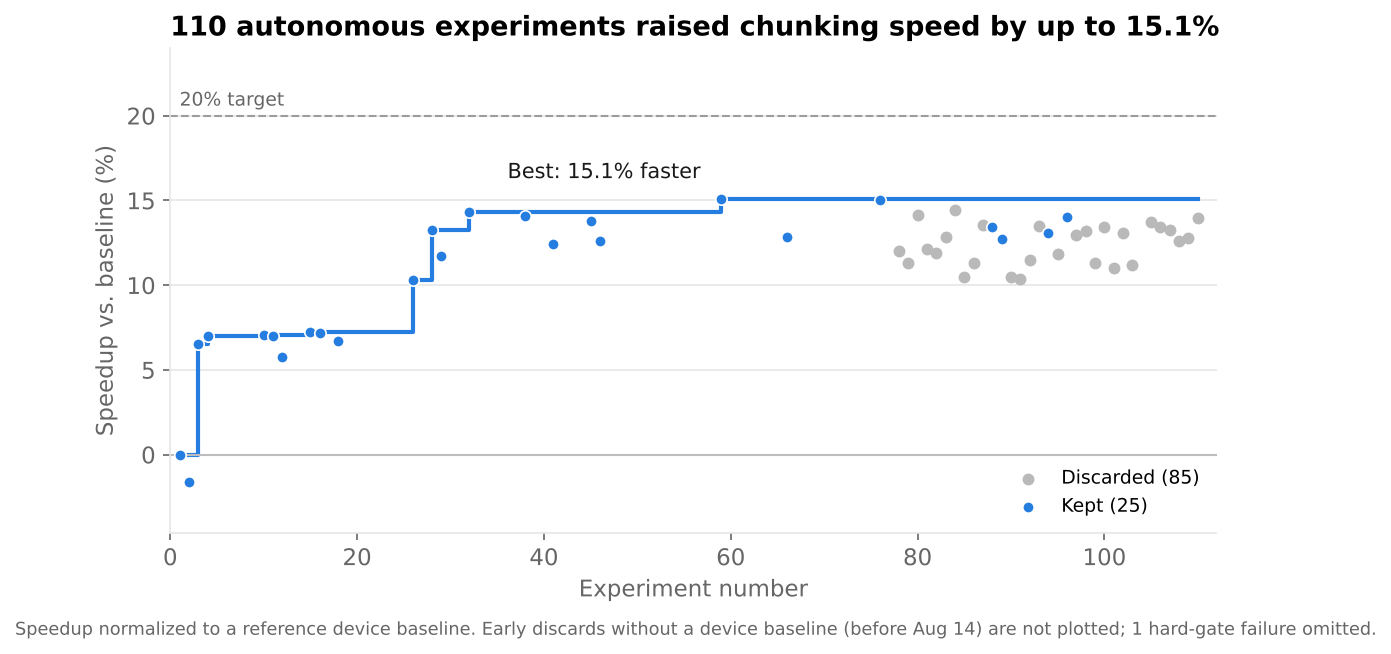 110 autonomous experiments raised chunking speed by up to 15.1%
20% target
Best: 15.1% faster
Speedup vs. baseline (%)
20
15
10
5
0
Discarded (85)
Kept (25)
0 20 40 60 80 100
Experiment number
Speedup normalized to a reference device baseline. Early discards without a device baseline (before Aug 14) are not plotted; 1 hard-gate failure omitted.